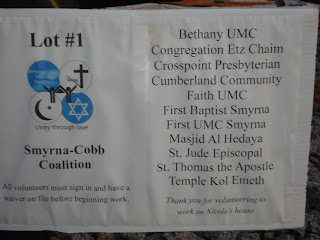 Lot #1
Unity through love
Smyrna-Cobb
Coalition
All volunteers must sign in and have a
waiver on file before beginning work.
Bethany UMC
Congregation Etz Chaim
Crosspoint Presbyterian
Cumberland Community
Faith UMC
First Baptist Smyrna
First UMC Smyrna
Masjid Al Hedaya
St. Jude Episcopal
St. Thomas the Apostle
Temple Kol Emeth
Thank you for volunteering to
work on Nicole's house